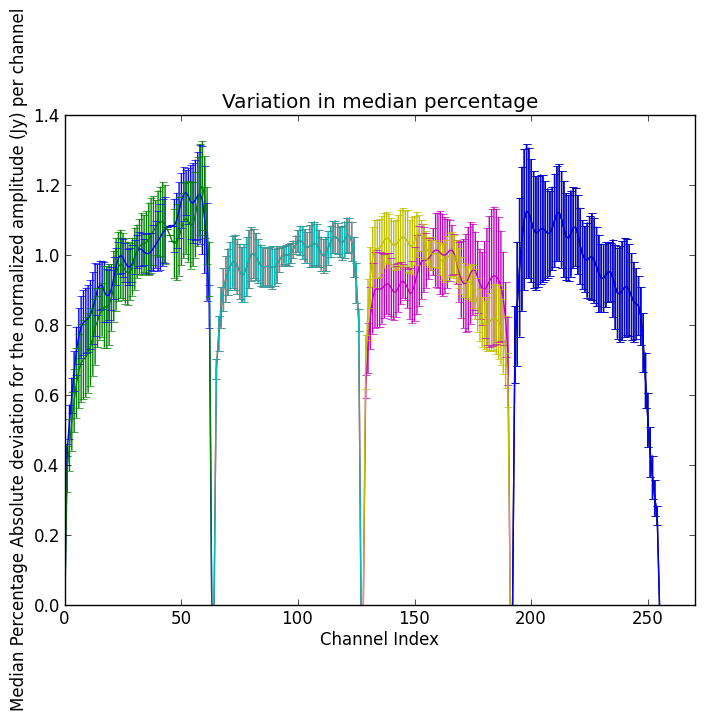 Variation in median percentage
Median Percentage Absolute deviation for the normalized amplitude (Jy) per channel
1.4
1.2
1.0
0.8
0.6
0.4
0.2
0.0
0 50 100 150 200 250
Channel Index